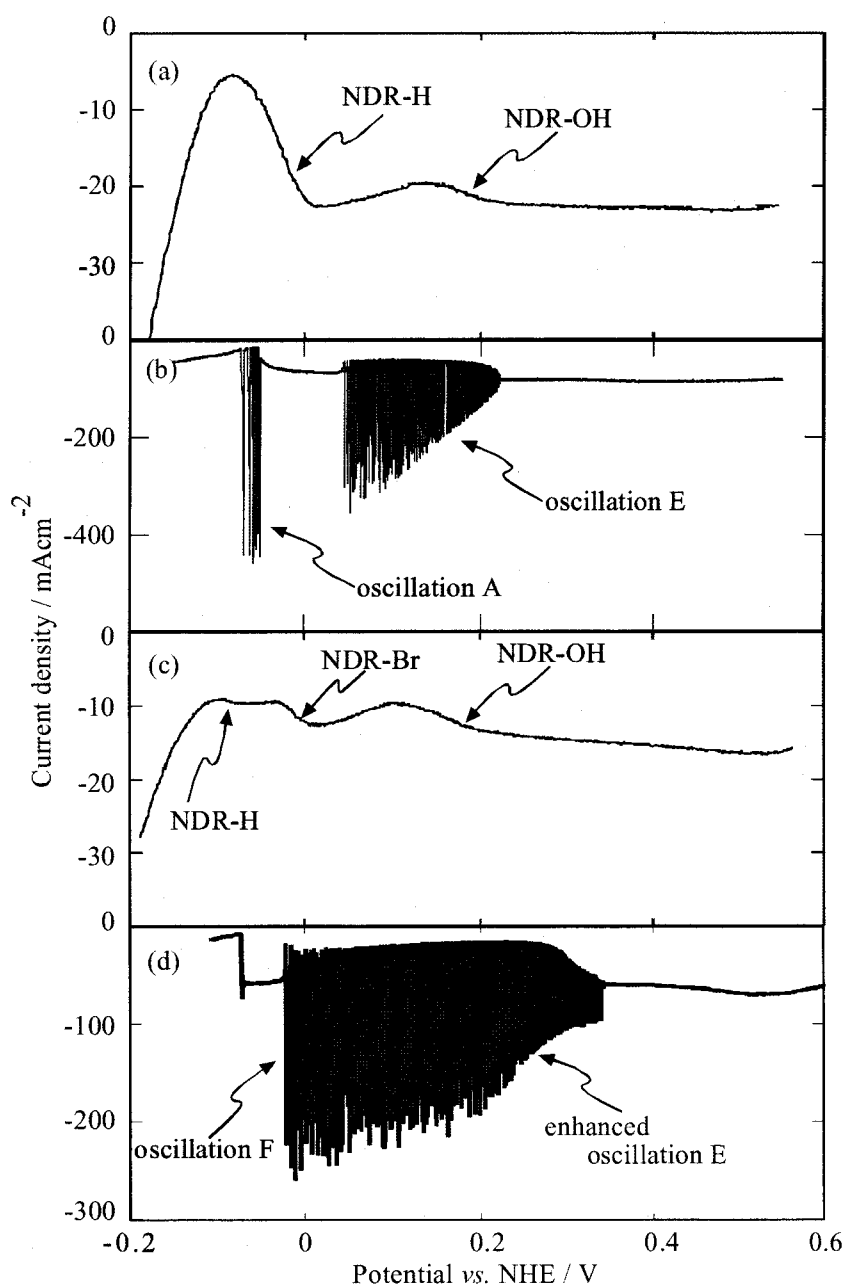 0
(a)
NDR-H
-10
NDR-OH
-20
-30
0
(b)
-200
oscillation E
-400
oscillation A
0
(c)
NDR-Br
NDR-OH
-10
NDR-H
-20
-30
0
(d)
-100
-200
oscillation F
enhanced
oscillation E
-300
-0.2
0
0.2
0.4
0.6
Potential vs. NHE / V
Current density / mAcm-2